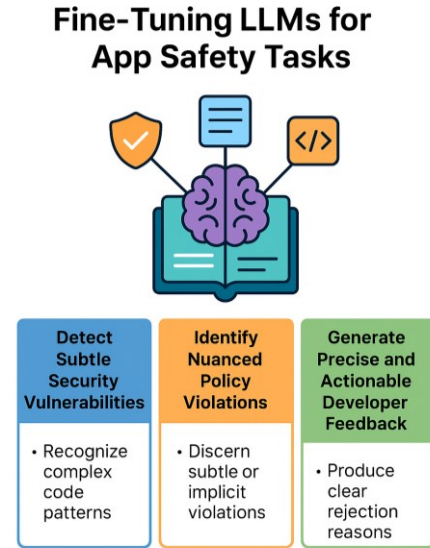 Fine-Tuning LLMs for
App Safety Tasks
</>
Detect
Subtle
Security
Vulnerabilities
• Recognize
complex
code
patterns
Identify
Nuanced
Policy
Violations
• Discern
subtle or
implicit
violations
Generate
Precise and
Actionable
Developer
Feedback
• Produce
clear
rejection
reasons